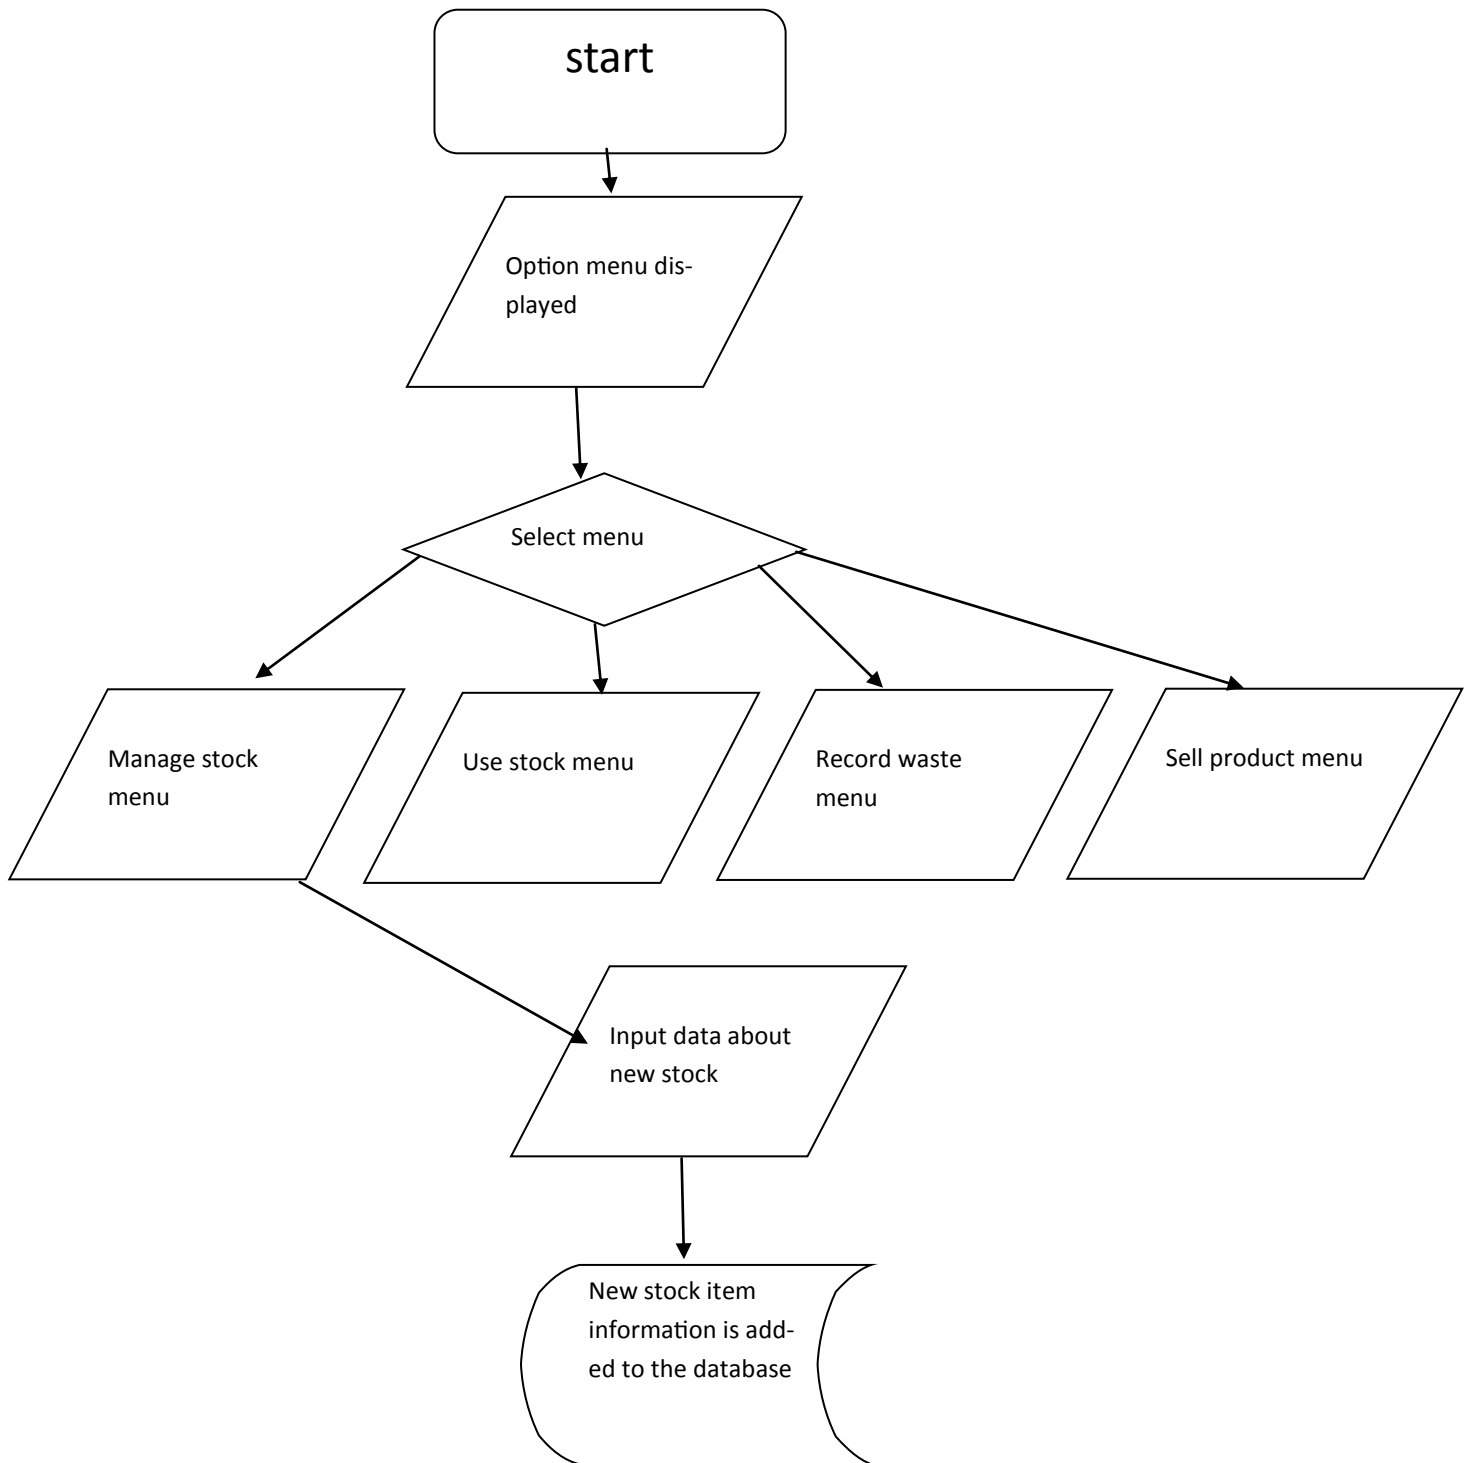 start
Option menu dis-
played
Select menu
Manage stock
menu
Use stock menu
Record waste
menu
Sell product menu
Input data about
new stock
New stock item
information is add-
ed to the database